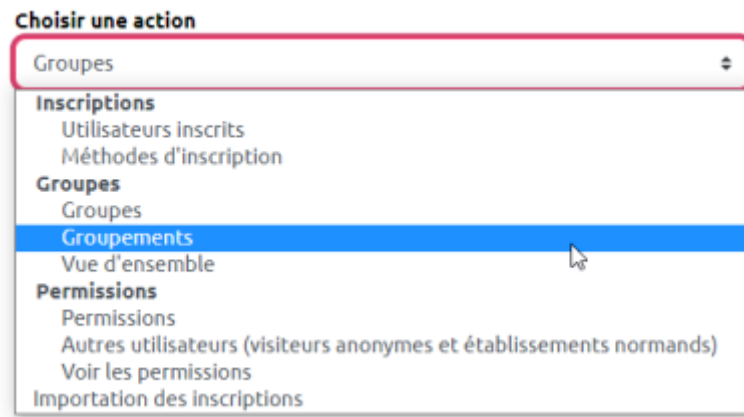 Choisir une action
Groupes
Inscriptions
Utilisateurs inscrits
Méthodes d'inscription
Groupes
Groupes
Groupements
Vue d'ensemble
Permissions
Permissions
Autres utilisateurs (visiteurs anonymes et établissements normands)
Voir les permissions
Importation des inscriptions